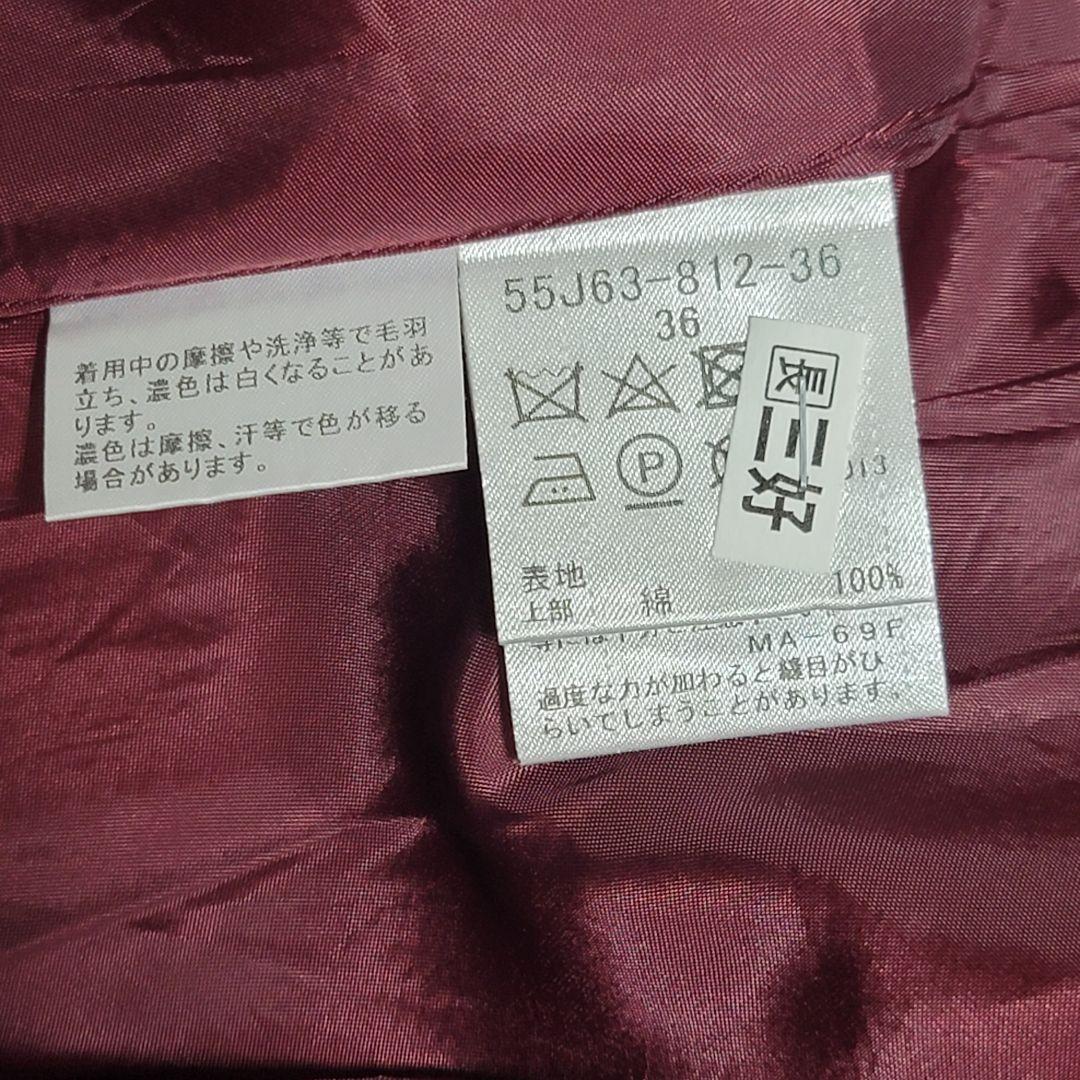 着用中の摩擦や洗浄等で毛羽
立ち、濃色は白くなることがあ
ります。
濃色は摩擦、汗等で色が移る
場合があります。
55J63-812-36
36
長
三好
P
013
表地
上部 綿 100%
MA-69F
過度な力が加わると縫目がひ
らいてしまうことがあります。